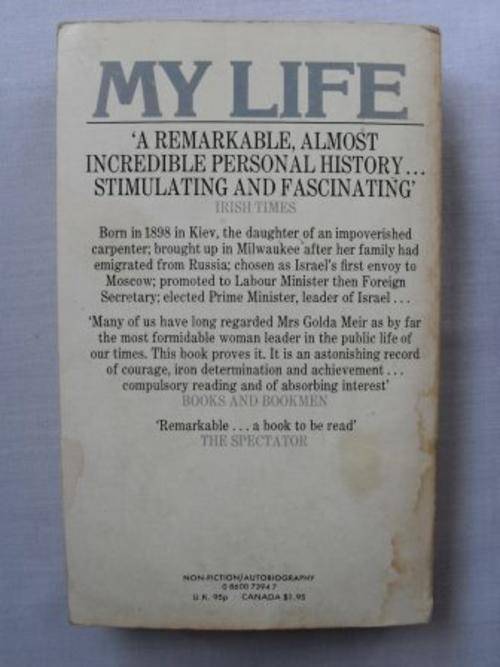 MY LIFE
‘A REMARKABLE, ALMOST
INCREDIBLE PERSONAL HISTORY...
STIMULATING AND FASCINATING’
IRISH TIMES
Born in 1898 in Kiev, the daughter of an impoverished
carpenter; brought up in Milwaukee after her family had
emigrated from Russia; chosen as Israel's first envoy to
Moscow; promoted to Labour Minister then Foreign
Secretary; elected Prime Minister, leader of Israel ...
‘Many of us have long regarded Mrs Golda Meir as by far
the most formidable woman leader in the public life of
our times. This book proves it. It is an astonishing record
of courage, iron determination and achievement ...
compulsory reading and of absorbing interest’
BOOKS AND BOOKMEN
‘Remarkable ... a book to be read’
THE SPECTATOR
NON-FICTION/AUTOBIOGRAPHY
0 8600 7394 7
U.K. 95p CANADA $1.95